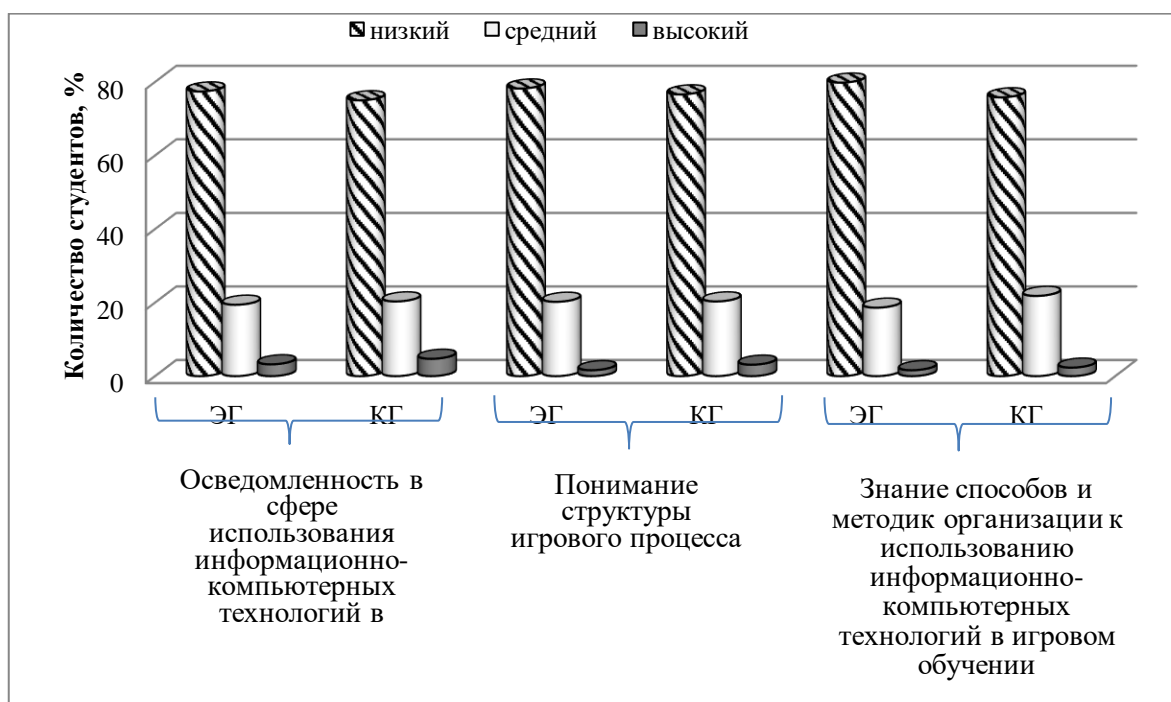 низкий средний высокий
Количество студентов, %
80
60
40
20
0
ЭГ КГ ЭГ КГ ЭГ КГ
Осведомленность в
сфере
использования
информационно-
компьютерных
технологий в
Понимание
структуры
игрового процесса
Знание способов и
методик организации к
использованию
информационно-
компьютерных
технологий в игровом
обучении